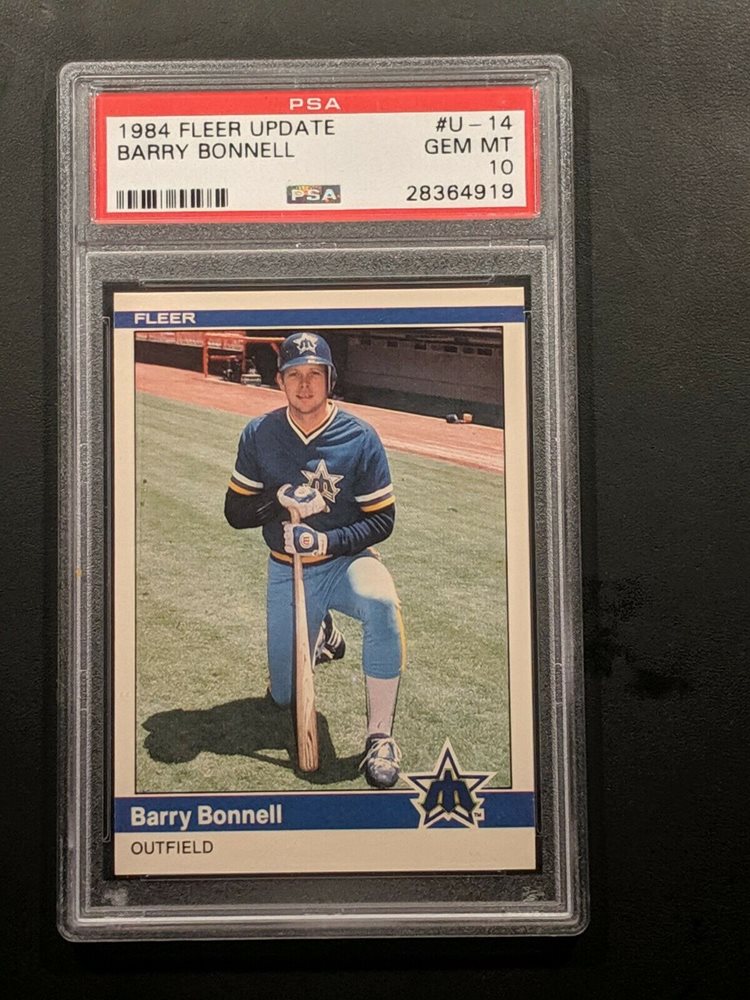 PSA
1984 FLEER UPDATE #U-14
BARRY BONNELL GEM MT
10
PSA 28364919
FLEER
Barry Bonnell
OUTFIELD